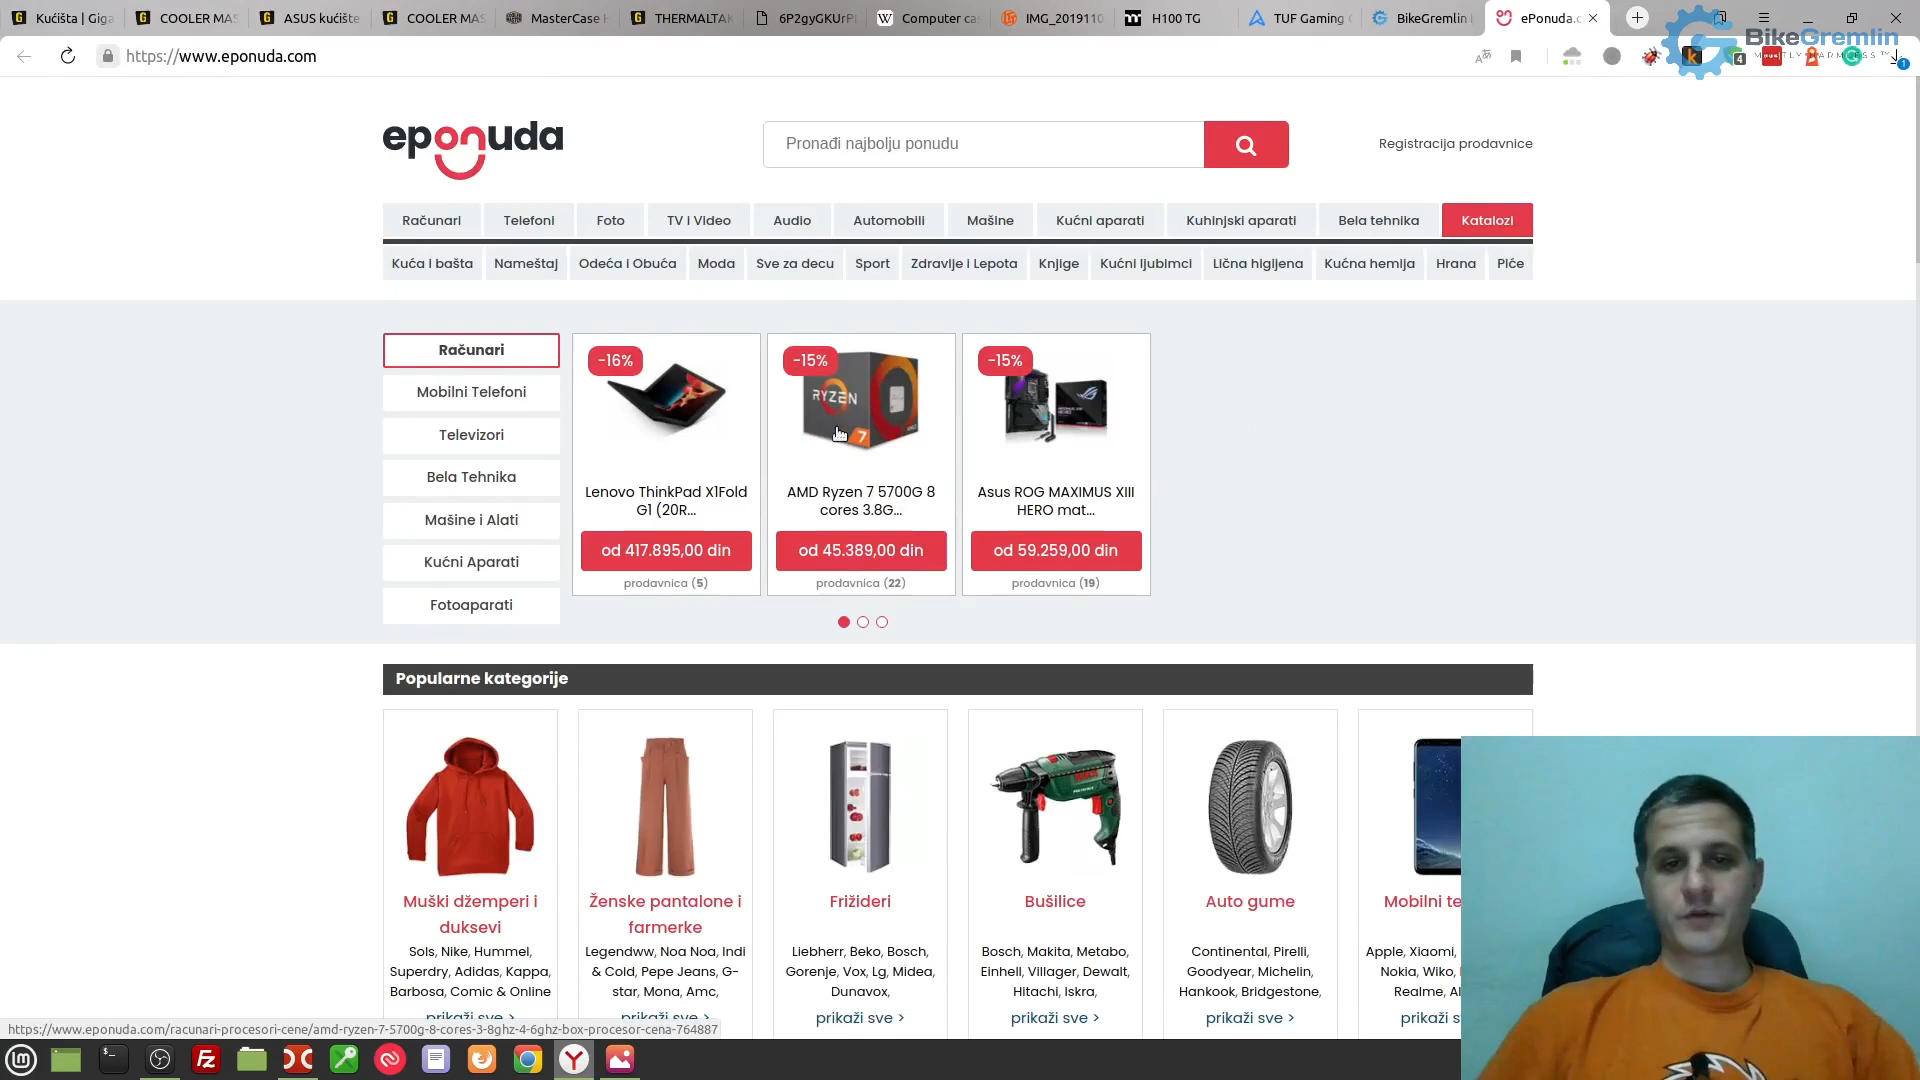 Kućišta | Giga
COOLER MAS
ASUS kućište
COOLER MAS
MasterCase H
THERMALTAK
6P2gyGKUrP
Computer cas
IMG_2019110
H100 TG
TUF Gaming
BikeGremlin
ePonuda.c
BikeGremlin
MOSTLY HARMLESS ™
https://www.eponuda.com
4
1
eponuda
Pronađi najbolju ponudu
Registracija prodavnice
Računari
Telefoni
Foto
TV i Video
Audio
Automobili
Mašine
Kućni aparati
Kuhinjski aparati
Bela tehnika
Katalozi
Kuća i bašta
Nameštaj
Odeća i Obuća
Moda
Sve za decu
Sport
Zdravlje i Lepota
Knjige
Kućni ljubimci
Lična higijena
Kućna hemija
Hrana
Piće
Računari
Mobilni Telefoni
Televizori
Bela Tehnika
Mašine i Alati
Kućni Aparati
Fotoaparati
-16%
Lenovo ThinkPad X1Fold
G1 (20R...
od 417.895,00 din
prodavnica (5)
-15%
RYZEN
7
AMD Ryzen 7 5700G 8
cores 3.8G...
od 45.389,00 din
prodavnica (22)
-15%
Asus ROG MAXIMUS XIII
HERO mat...
od 59.259,00 din
prodavnica (19)
Popularne kategorije
Muški džemperi i
duksevi
Sols, Nike, Hummel,
Superdry, Adidas, Kappa,
Barbosa, Comic & Online
prikaži sve >
Ženske pantalone i
farmerke
Legendww, Noa Noa, Indi
& Cold, Pepe Jeans, G-
star, Mona, Amc,
prikaži sve >
Frižideri
Liebherr, Beko, Bosch,
Gorenje, Vox, Lg, Midea,
Dunavox,
prikaži sve >
Bušilice
Bosch, Makita, Metabo,
Einhell, Villager, Dewalt,
Hitachi, Iskra,
prikaži sve >
Auto gume
Continental, Pirelli,
Goodyear, Michelin,
Hankook, Bridgestone,
prikaži sve >
Mobilni te
Apple, Xiaomi,
Nokia, Wiko,
Realme, Al
prikaži s
https://www.eponuda.com/racunari-procesori-cene/amd-ryzen-7-5700g-8-cores-3-8ghz-4-6ghz-box-procesor-cena-764887